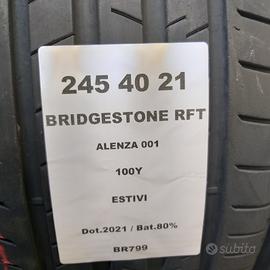 245 40 21
BRIDGESTONE RFT
ALENZA 001
100Y
ESTIVI
Dot.2021 / Bat.80%
BR799
subito